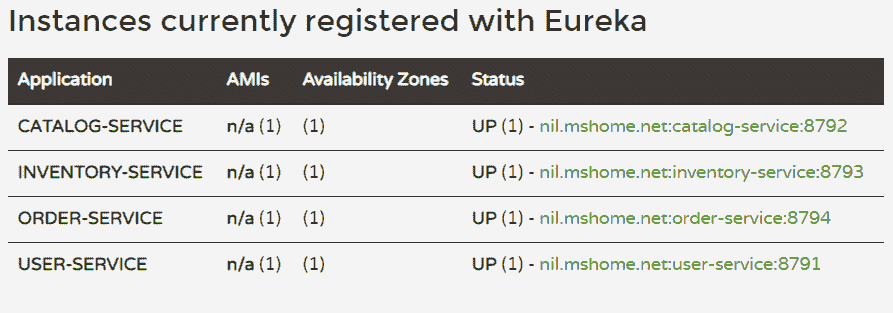 Instances currently registered with Eureka
Application AMIs Availability Zones Status
CATALOG-SERVICE n/a (1) (1) UP (1) - nil.mshome.net:catalog-service:8792
INVENTORY-SERVICE n/a (1) (1) UP (1) - nil.mshome.net:inventory-service:8793
ORDER-SERVICE n/a (1) (1) UP (1) - nil.mshome.net:order-service:8794
USER-SERVICE n/a (1) (1) UP (1) - nil.mshome.net:user-service:8791